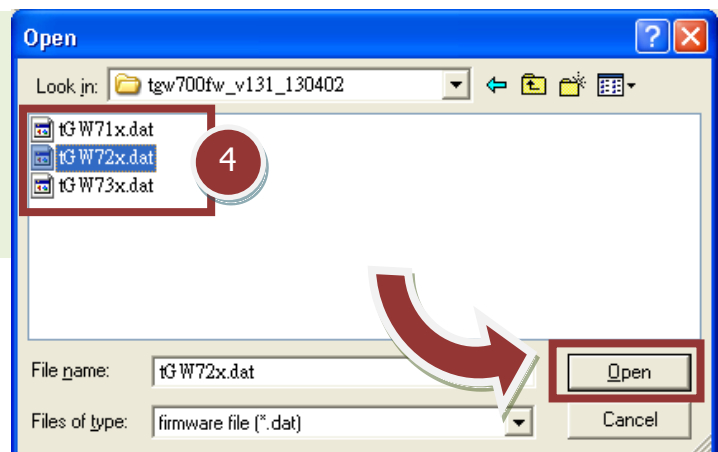 Open
Look in: tgw700fw_v131_130402
tGW71x.dat
tGW72x.dat
tGW73x.dat
4
File name: tGW72x.dat
Open
Files of type: firmware file (*.dat)
Cancel